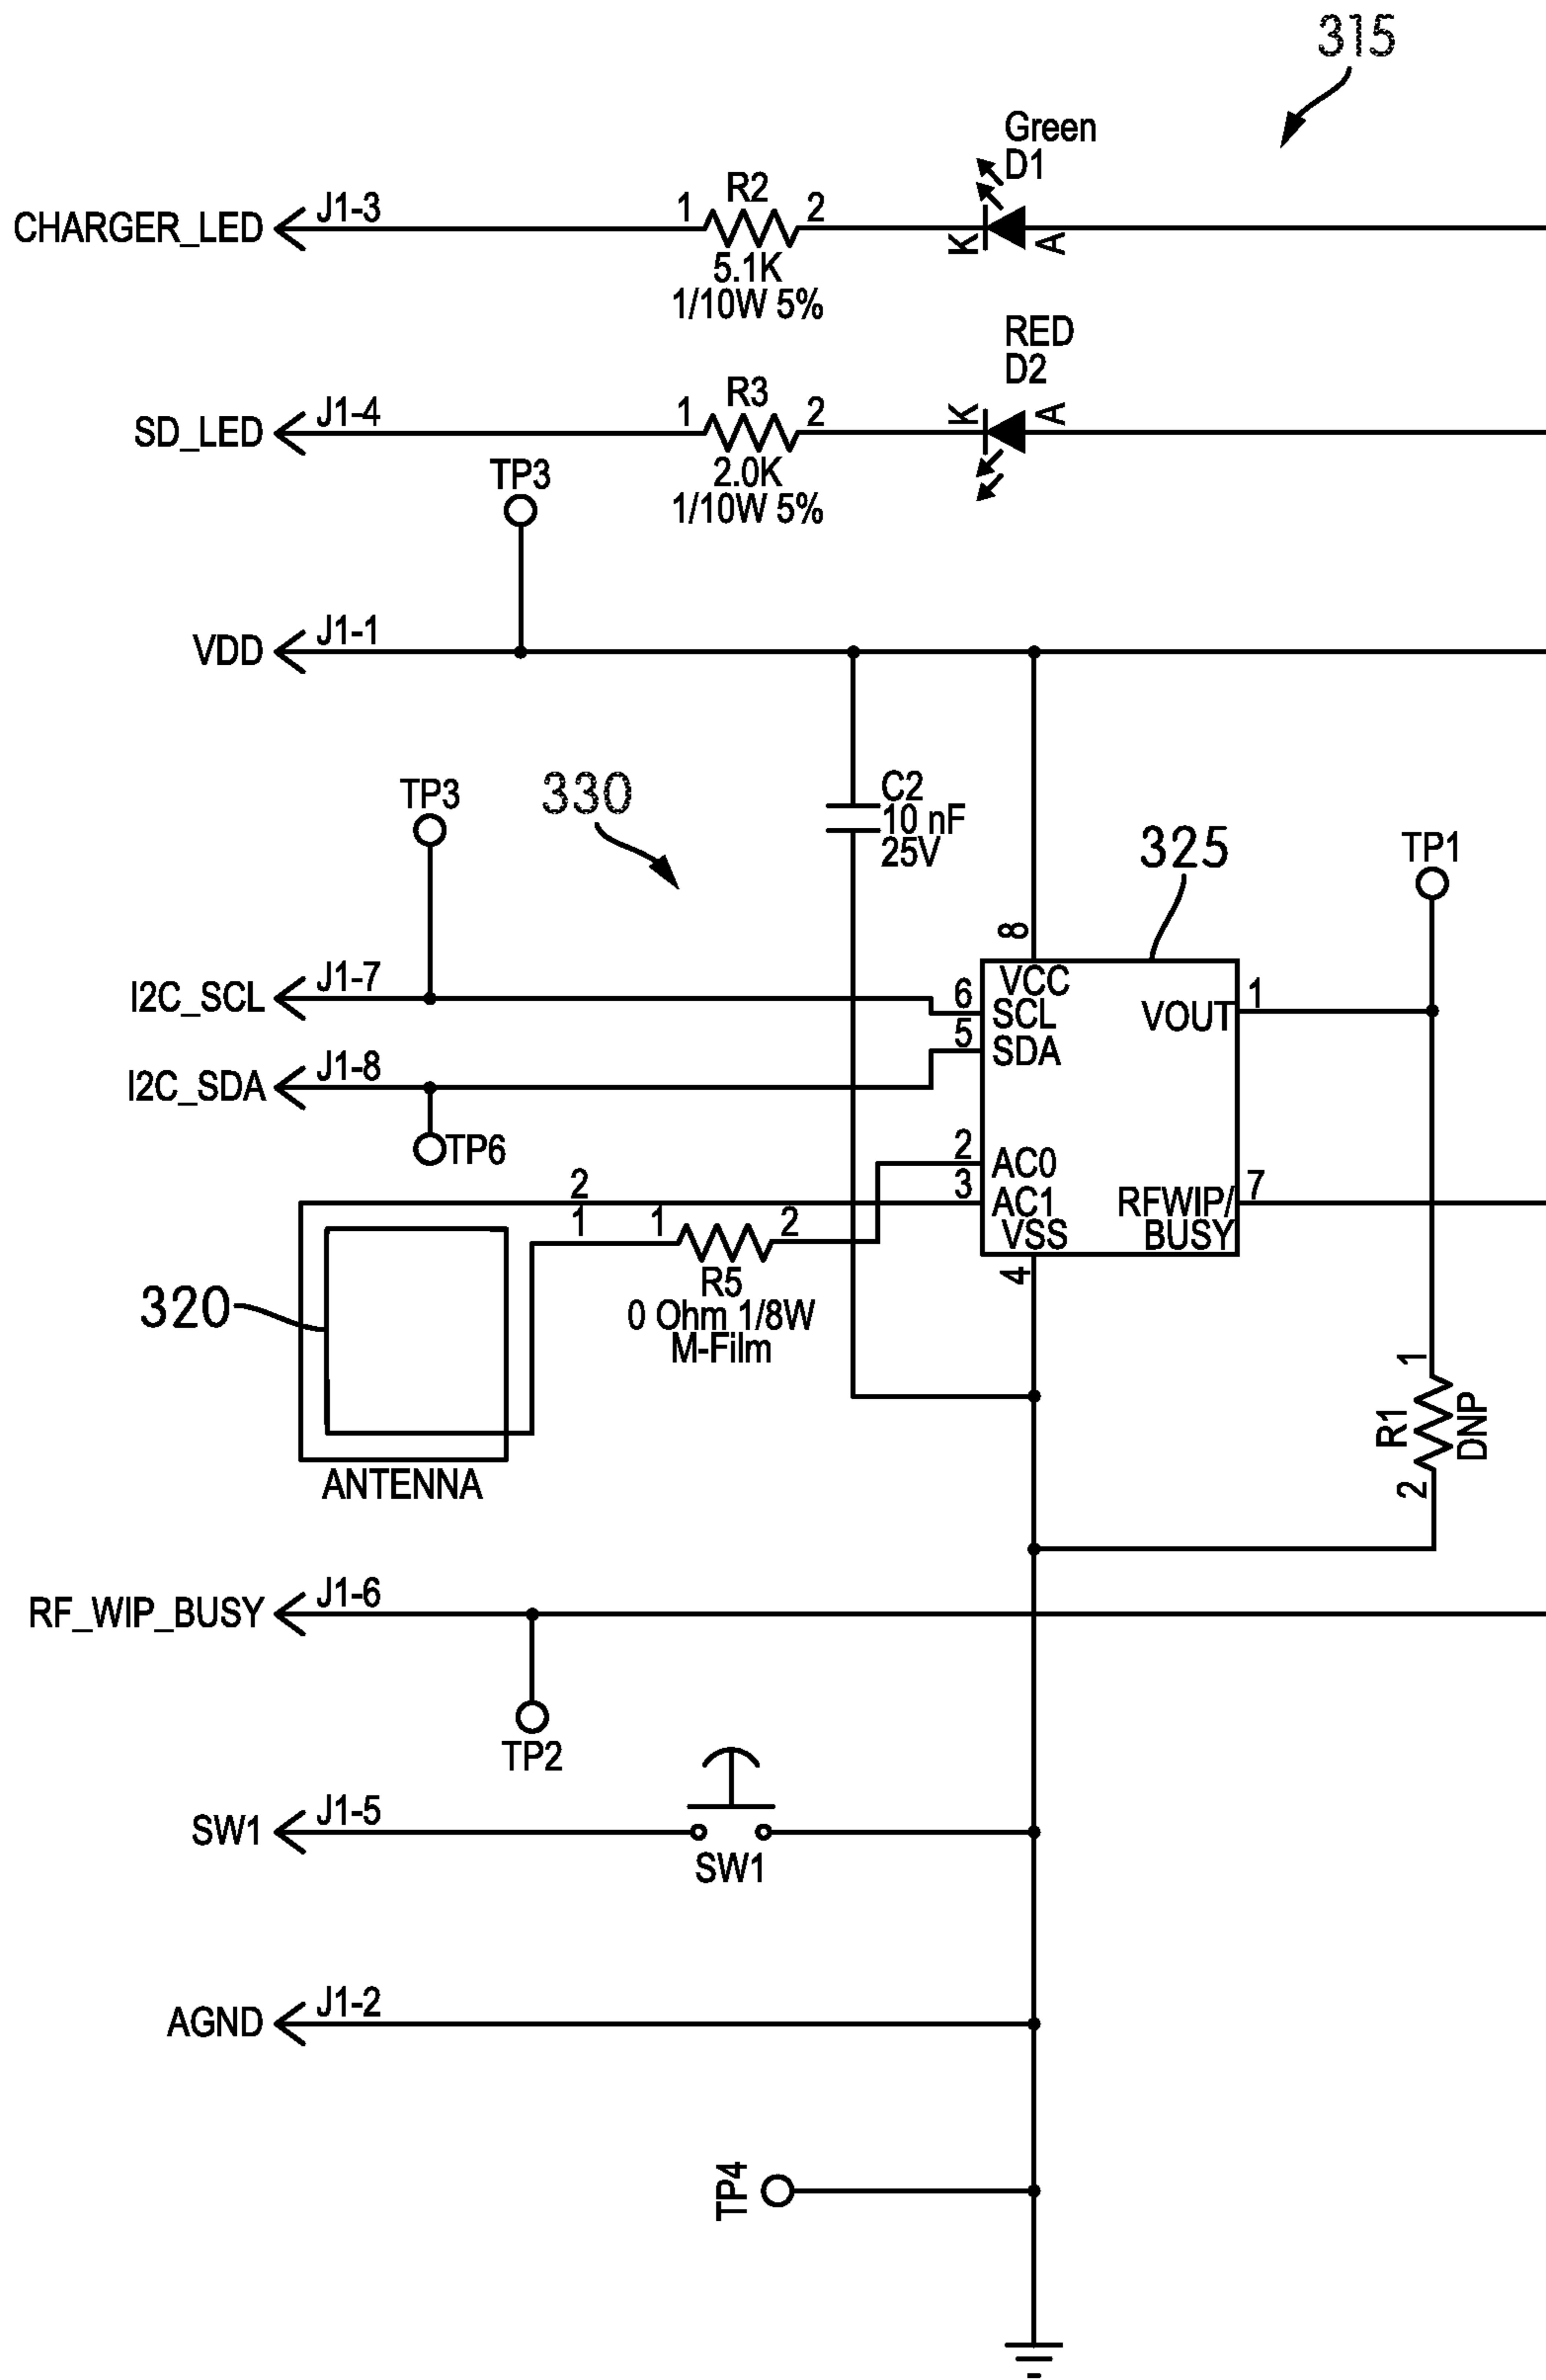 315
Green
D1
CHARGER_LED
J1-3
1
R2
2
K
A
5.1K
1/10W 5%
RED
D2
SD_LED
J1-4
1
R3
2
K
A
2.0K
1/10W 5%
TP3
VDD
J1-1
TP3
330
C2
10 nF
25V
325
TP1
8
I2C_SCL
J1-7
6
VCC
SCL
VOUT
1
5
SDA
I2C_SDA
J1-8
TP6
2
AC0
2
3
AC1
RFWIP/
7
1
1
2
VSS
BUSY
R5
4
320
0 Ohm 1/8W
M-Film
1
R1
DNP
2
ANTENNA
RF_WIP_BUSY
J1-6
TP2
SW1
J1-5
SW1
AGND
J1-2
TP4